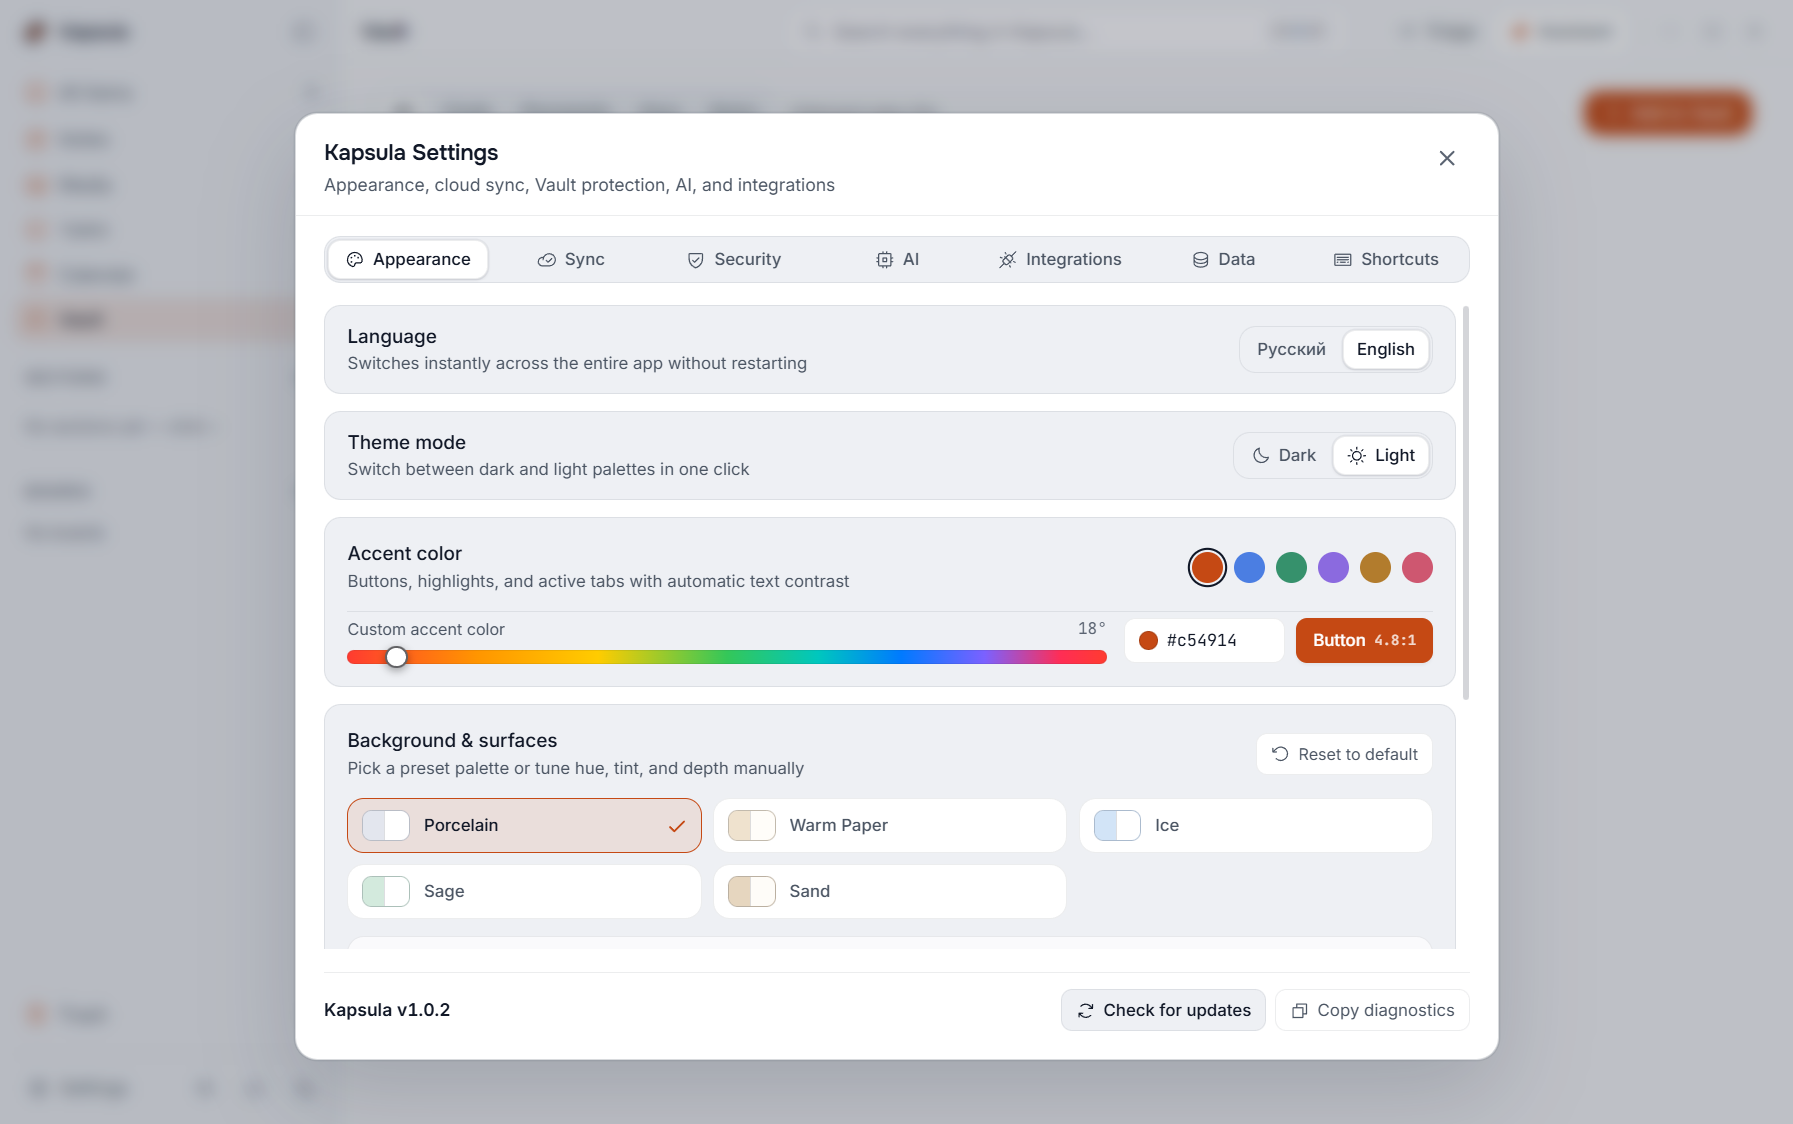 Kapsula Settings
Appearance, cloud sync, Vault protection, AI, and integrations
Appearance
Sync
Security
AI
Integrations
Data
Shortcuts
Language
Switches instantly across the entire app without restarting
Русский
English
Theme mode
Switch between dark and light palettes in one click
Dark
Light
Accent color
Buttons, highlights, and active tabs with automatic text contrast
Custom accent color
18°
#c54914
Button 4.8:1
Background & surfaces
Pick a preset palette or tune hue, tint, and depth manually
Reset to default
Porcelain
Warm Paper
Ice
Sage
Sand
Kapsula v1.0.2
Check for updates
Copy diagnostics